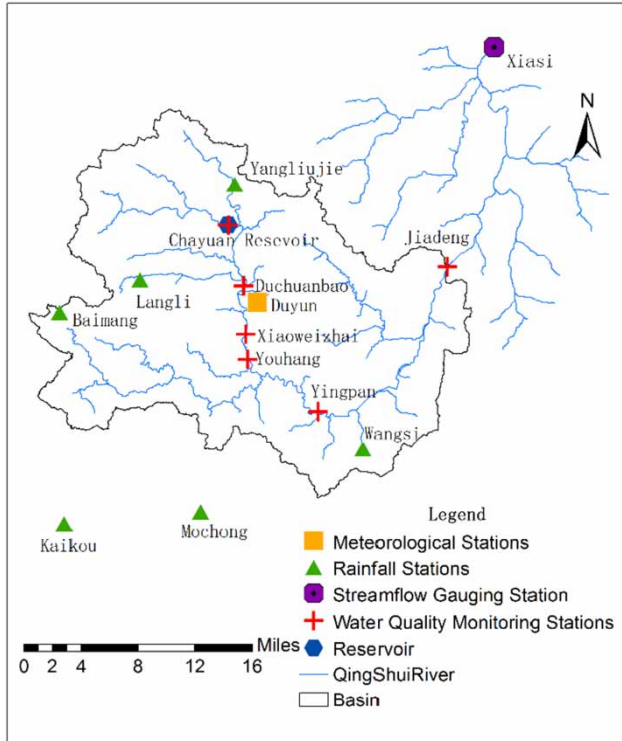 Xiasi
N
Yangliujie
Chayuan Resevoir
Jiadeng
Duchuanbao
Langli
Duyun
Baimang
Xiaoweizhai
Youhang
Yingpan
Wangsi
Mochong
Kaikou
Legend
Meteorological Stations
Rainfall Stations
Streamflow Gauging Station
Water Quality Monitoring Stations
Reservoir
QingShuiRiver
Basin
Miles
0 2 4 8 12 16